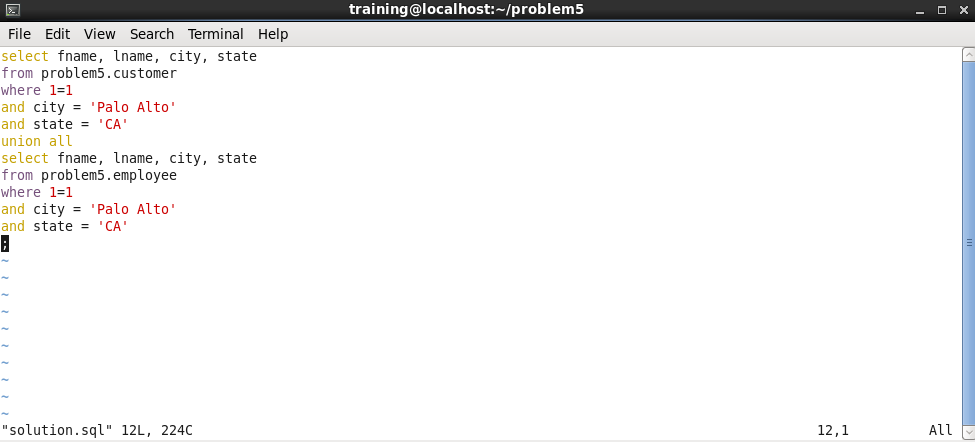 training@localhost:~/problem5
File Edit View Search Terminal Help
select fname, lname, city, state
from problem5.customer
where 1=1
and city = 'Palo Alto'
and state = 'CA'
union all
select fname, lname, city, state
from problem5.employee
where 1=1
and city = 'Palo Alto'
and state = 'CA'
;
~
~
~
~
~
~
~
~
~
~
"solution.sql" 12L, 224C 12,1 All